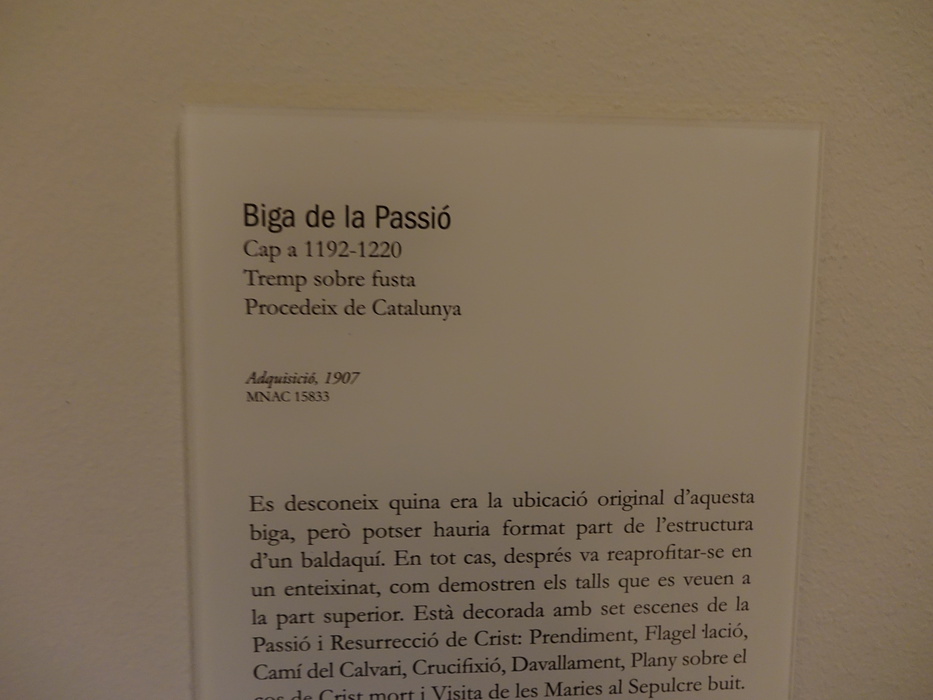 Biga de la Passió
Cap a 1192-1220
Tremp sobre fusta
Procedeix de Catalunya
Adquisició, 1907
MNAC 15833
Es desconeix quina era la ubicació original d'aquesta
biga, però potser hauria format part de l'estructura
d'un baldaquí. En tot cas, després va reaprofitar-se en
un enteixinat, com demostren els talls que es veuen a
la part superior. Està decorada amb set escenes de la
Passió i Resurrecció de Crist: Prendiment, Flagel·lació,
Camí del Calvari, Crucifixió, Davallament, Plany sobre el
cos de Crist mort i Visita de les Maries al Sepulcre buit.